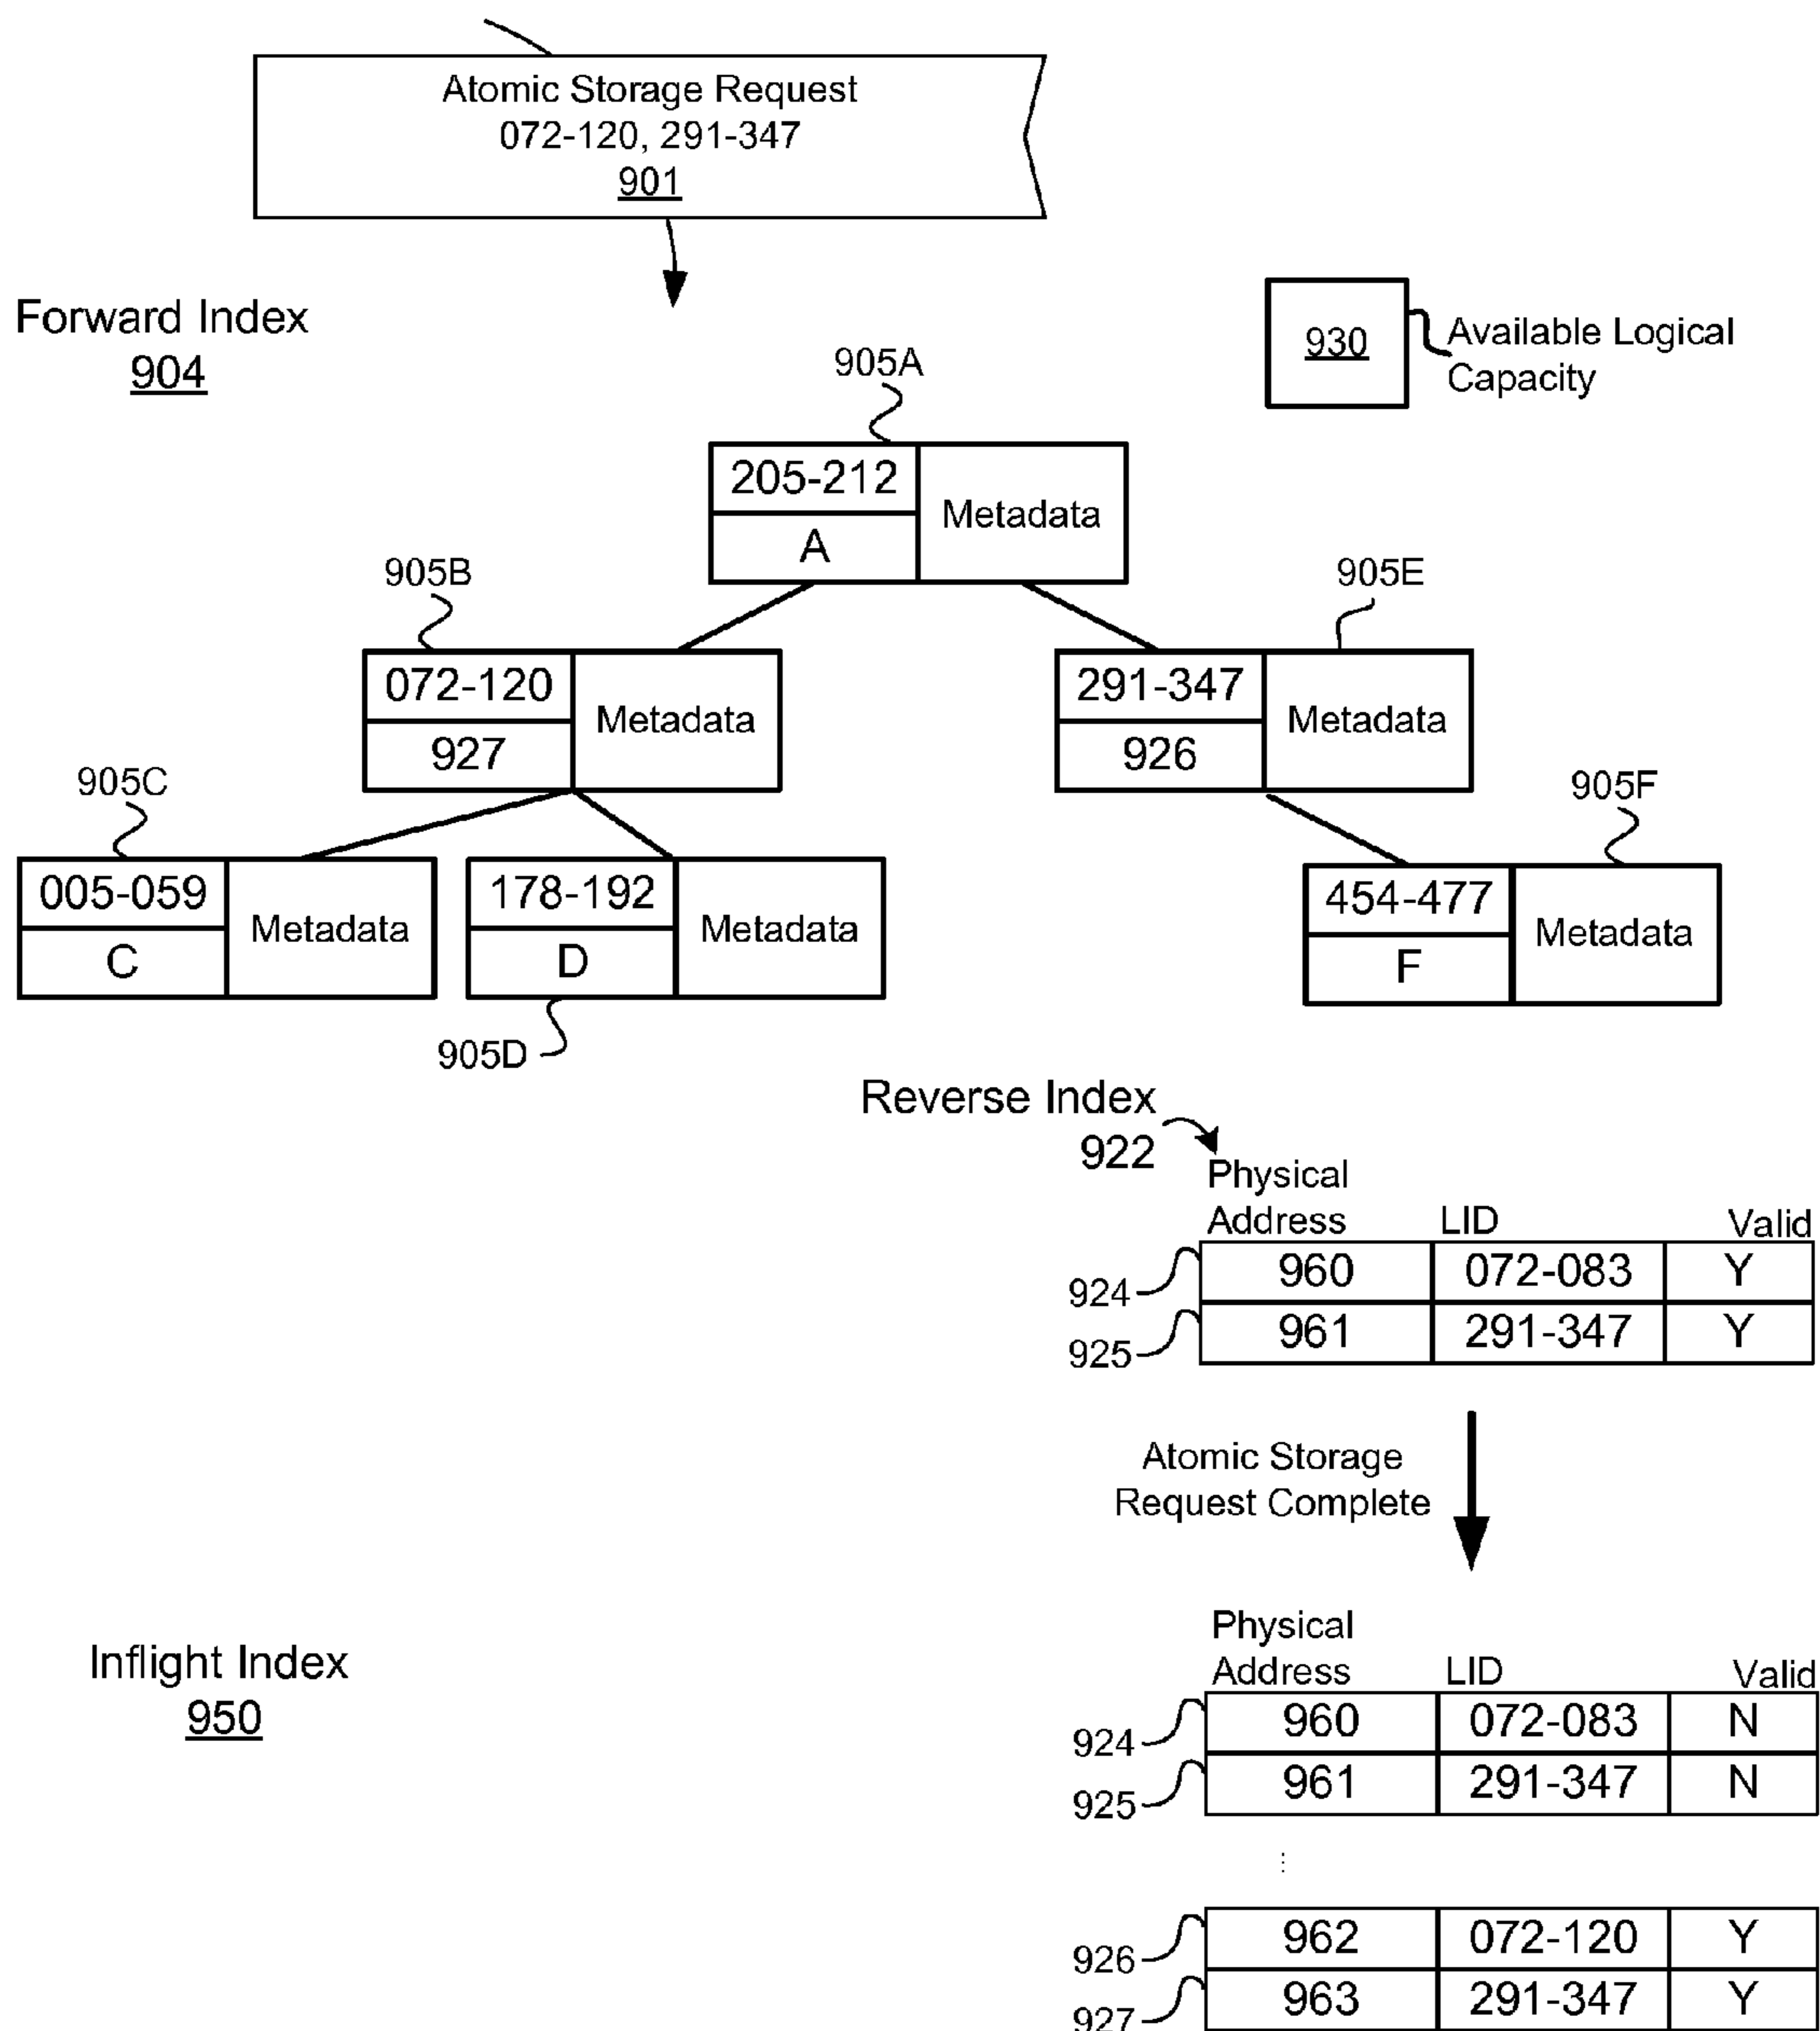 Atomic Storage Request
072-120, 291-347
901
Forward Index
904
930
Available Logical
Capacity
905A
205-212
Metadata
A
905B
072-120
Metadata
927
905E
291-347
Metadata
926
905C
005-059
Metadata
C
178-192
Metadata
D
905D
905F
454-477
Metadata
F
Reverse Index
922
Physical
Address LID Valid
924 960 072-083 Y
925 961 291-347 Y
Atomic Storage
Request Complete
Inflight Index
950
Physical
Address LID Valid
924 960 072-083 N
925 961 291-347 N
⋮
926 962 072-120 Y
927 963 291-347 Y